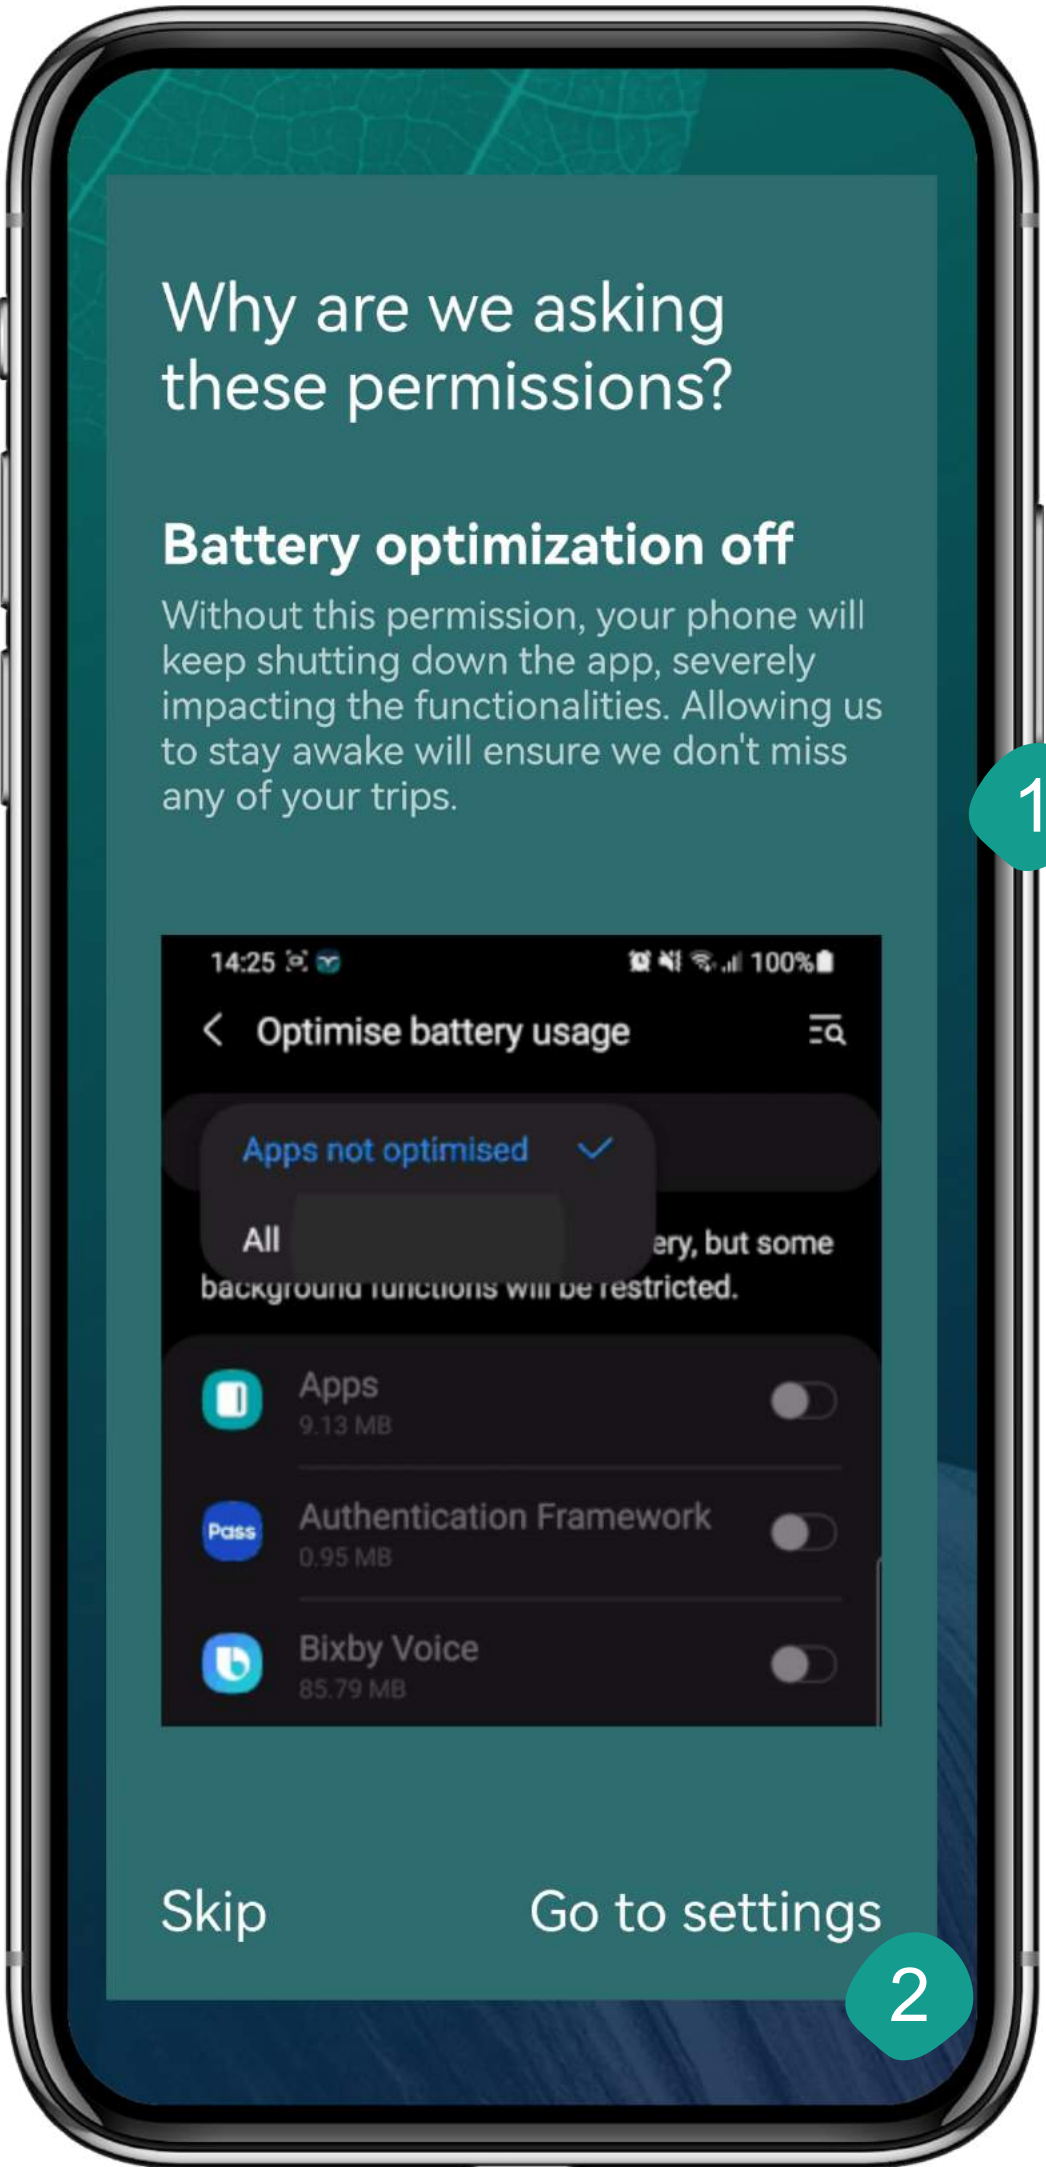 Why are we asking
these permissions?
Battery optimization off
Without this permission, your phone will
keep shutting down the app, severely
impacting the functionalities. Allowing us
to stay awake will ensure we don't miss
any of your trips.
1
14:25 100%
Optimise battery usage
Apps not optimised
All
ery, but some
background functions will be restricted.
Apps
9.13 MB
Pass
Authentication Framework
0.95 MB
Bixby Voice
85.79 MB
Skip Go to settings
2